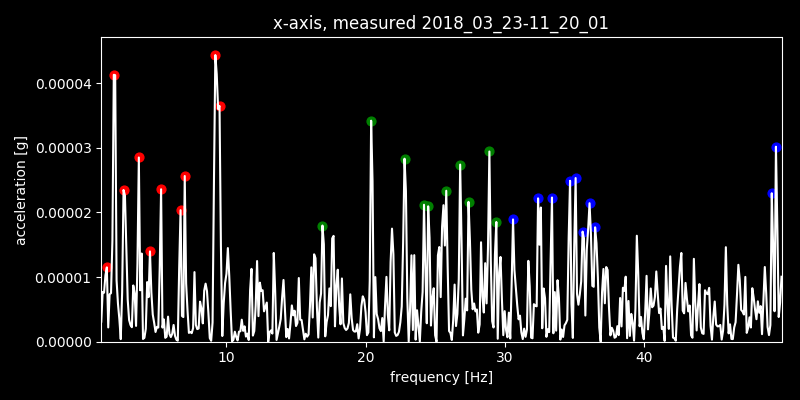 x-axis, measured 2018_03_23-11_20_01
acceleration [g]
0.00004
0.00003
0.00002
0.00001
0.00000
10 20 30 40
frequency [Hz]